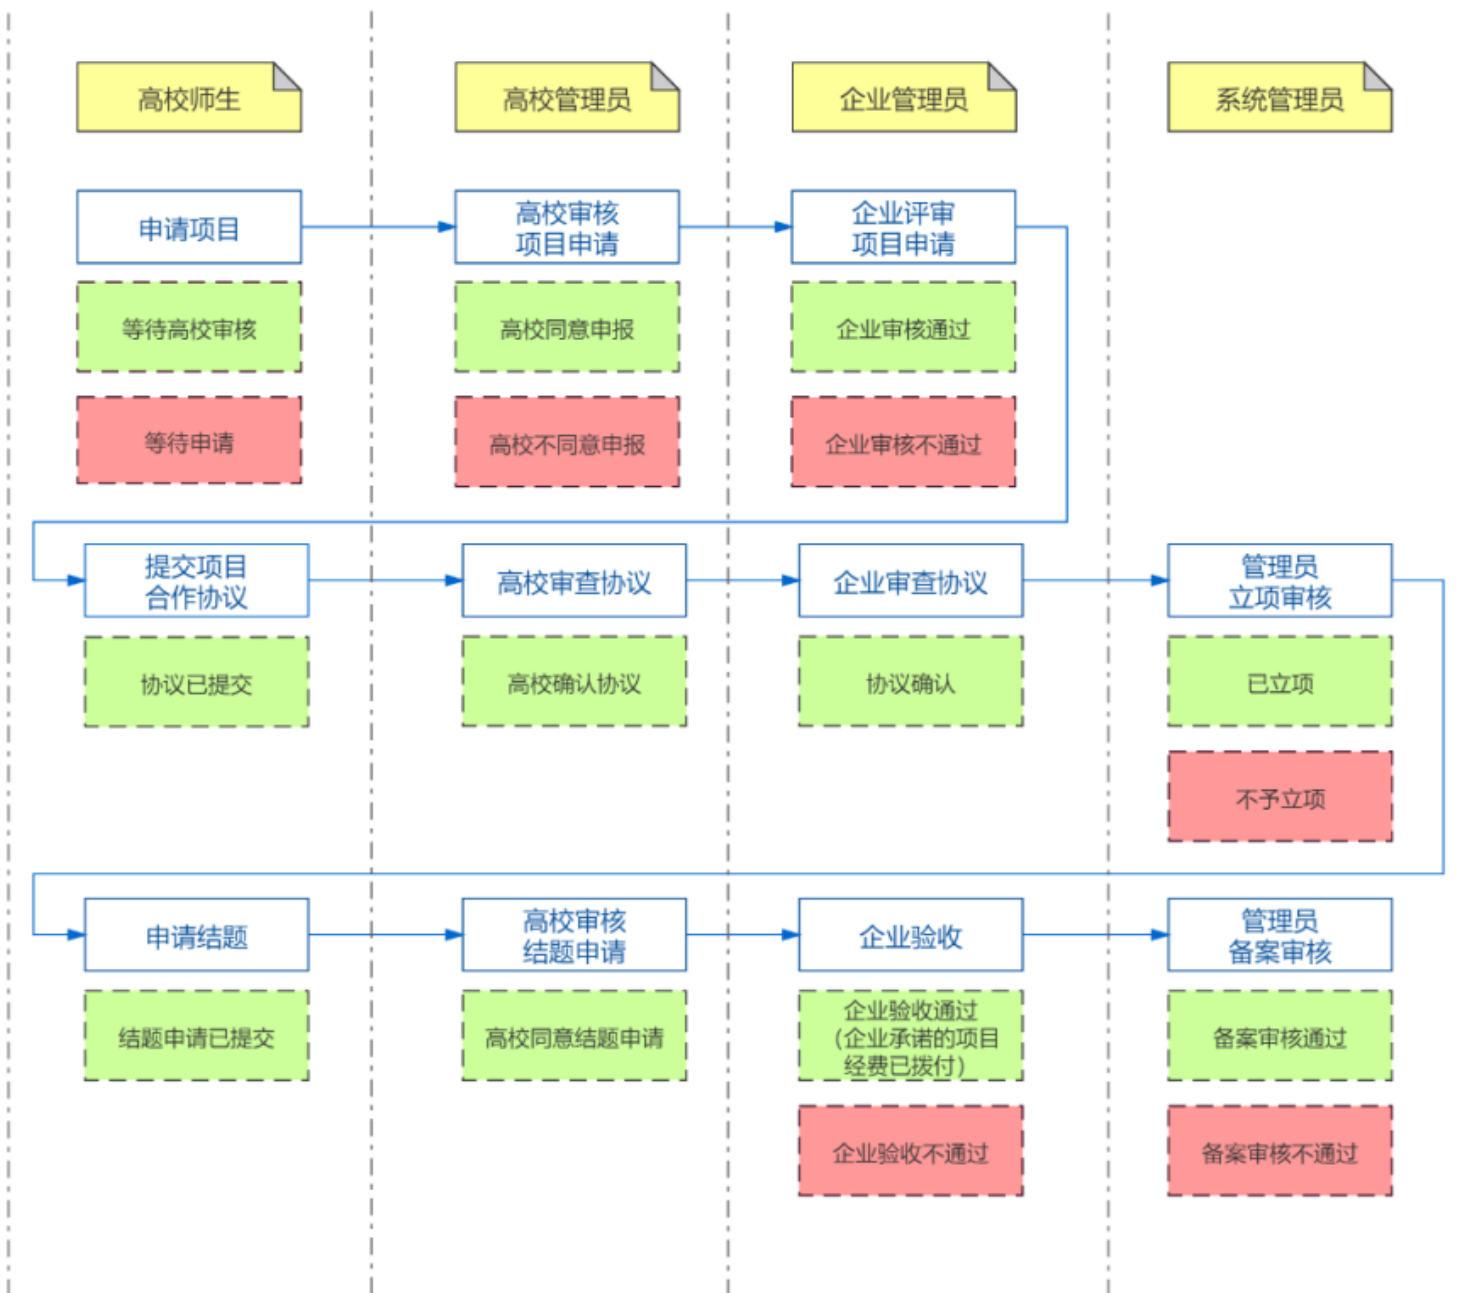 高校师生
高校管理员
企业管理员
系统管理员
申请项目
高校审核
项目申请
企业评审
项目申请
等待高校审核
高校同意申报
企业审核通过
等待申请
高校不同意申报
企业审核不通过
提交项目
合作协议
高校审查协议
企业审查协议
管理员
立项审核
协议已提交
高校确认协议
协议确认
已立项
不予立项
申请结题
高校审核
结题申请
企业验收
管理员
备案审核
结题申请已提交
高校同意结题申请
企业验收通过
（企业承诺的项目
经费已拨付）
备案审核通过
企业验收不通过
备案审核不通过